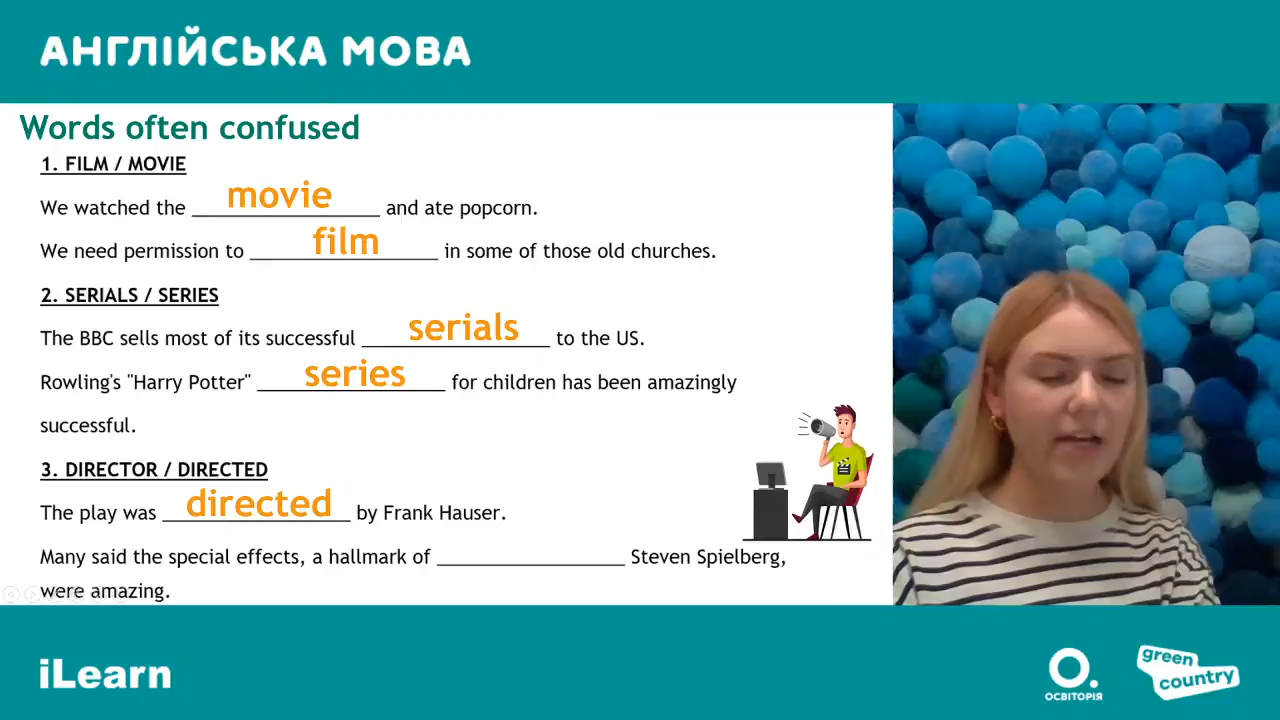 АНГЛІЙСЬКА МОВА
Words often confused
1. FILM / MOVIE
We watched the movie and ate popcorn.
We need permission to film in some of those old churches.
2. SERIALS / SERIES
The BBC sells most of its successful serials to the US.
Rowling's "Harry Potter" series for children has been amazingly
successful.
3. DIRECTOR / DIRECTED
The play was directed by Frank Hauser.
Many said the special effects, a hallmark of ________________ Steven Spielberg,
were amazing.
iLearn
О.
ОСВІТОРІЯ
green
country